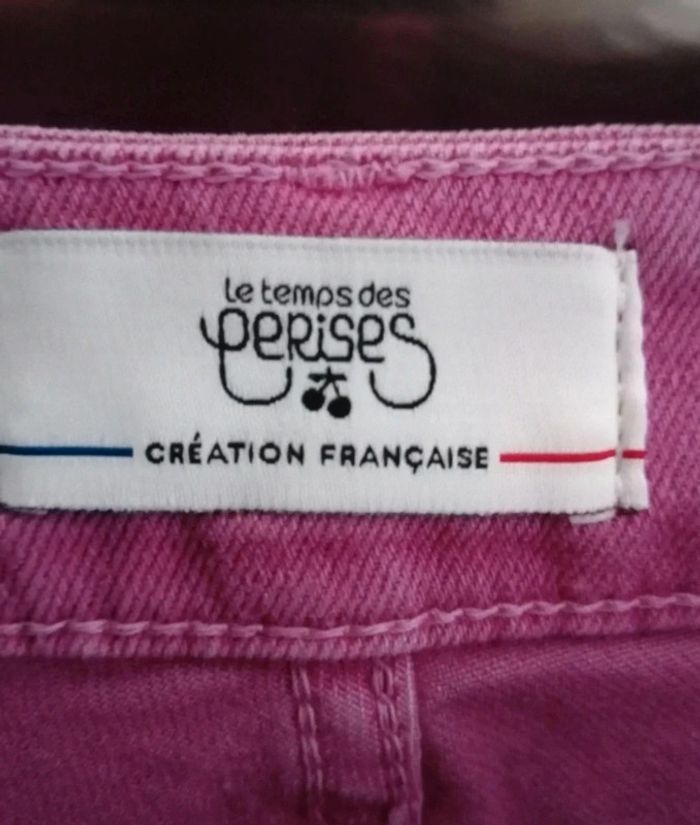 le temps des
cerises
CRÉATION FRANÇAISE